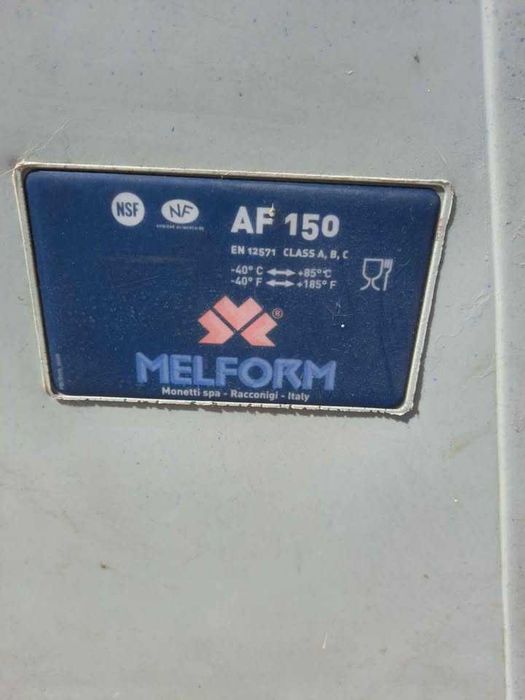 NSF
NF
AF 150
EN 12571 CLASS A, B, C
-40° C ↔ +85° C
-40° F ↔ +185° F
®
MELFORM
Monetti spa - Racconigi - Italy